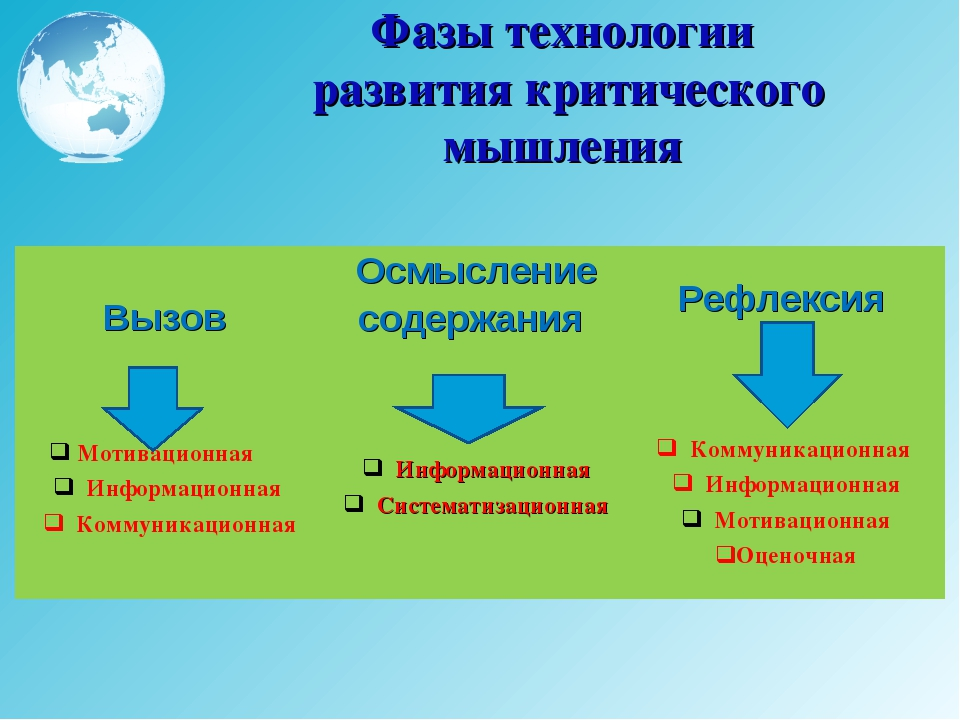 Фазы технологии
развития критического
мышления
Вызов
Мотивационная
Информационная
Коммуникационная
Осмысление
содержания
Информационная
Систематизационная
Рефлексия
Коммуникационная
Информационная
Мотивационная
Оценочная